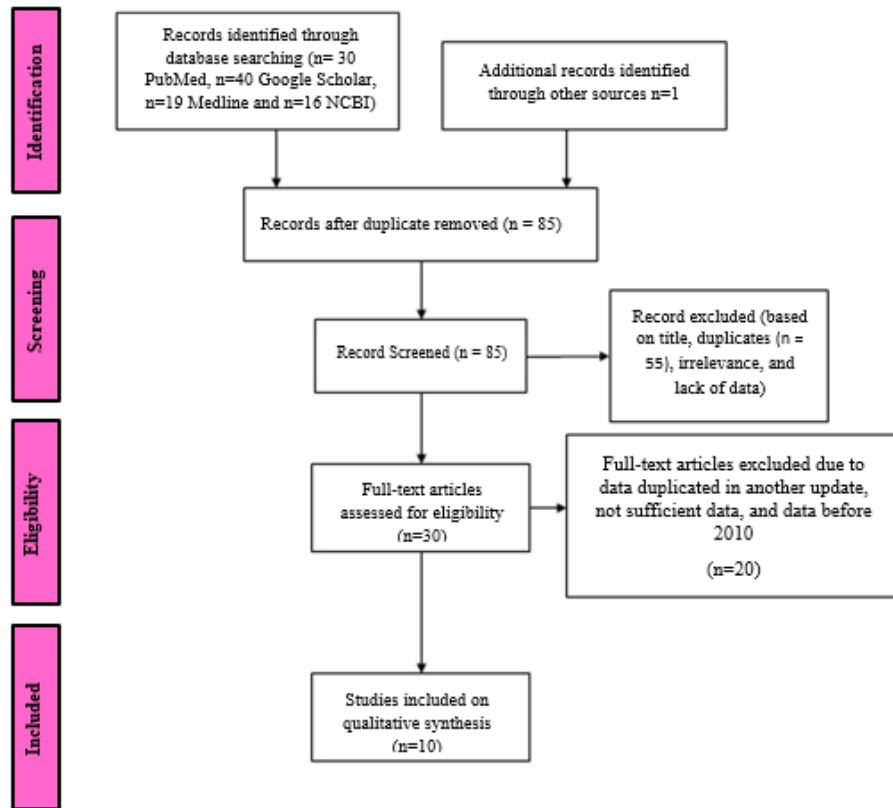 Identification
Records identified through
database searching (n= 30
PubMed, n=40 Google Scholar,
n=19 Medline and n=16 NCBI)
Additional records identified
through other sources n=1
Records after duplicate removed (n = 85)
Screening
Record Screened (n = 85)
Record excluded (based
on title, duplicates (n =
55), irrelevance, and
lack of data)
Eligibility
Full-text articles
assessed for eligibility
(n=30)
Full-text articles excluded due to
data duplicated in another update,
not sufficient data, and data before
2010
(n=20)
Included
Studies included on
qualitative synthesis
(n=10)